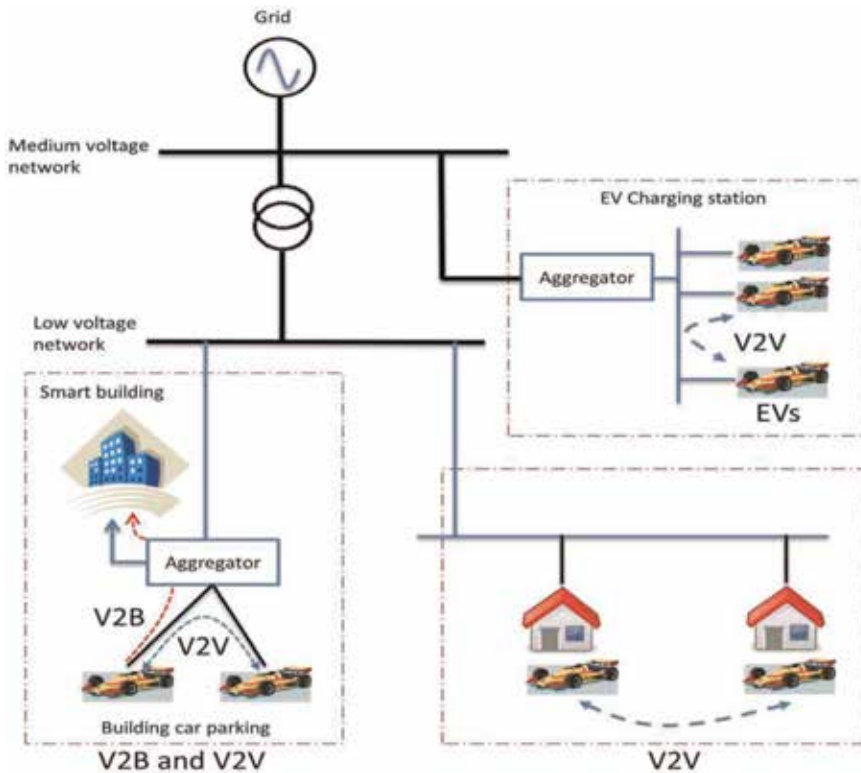 Grid
Medium voltage
network
EV Charging station
Aggregator
V2V
EVs
Low voltage
network
Smart building
Aggregator
V2B
V2V
Building car parking
V2B and V2V
V2V